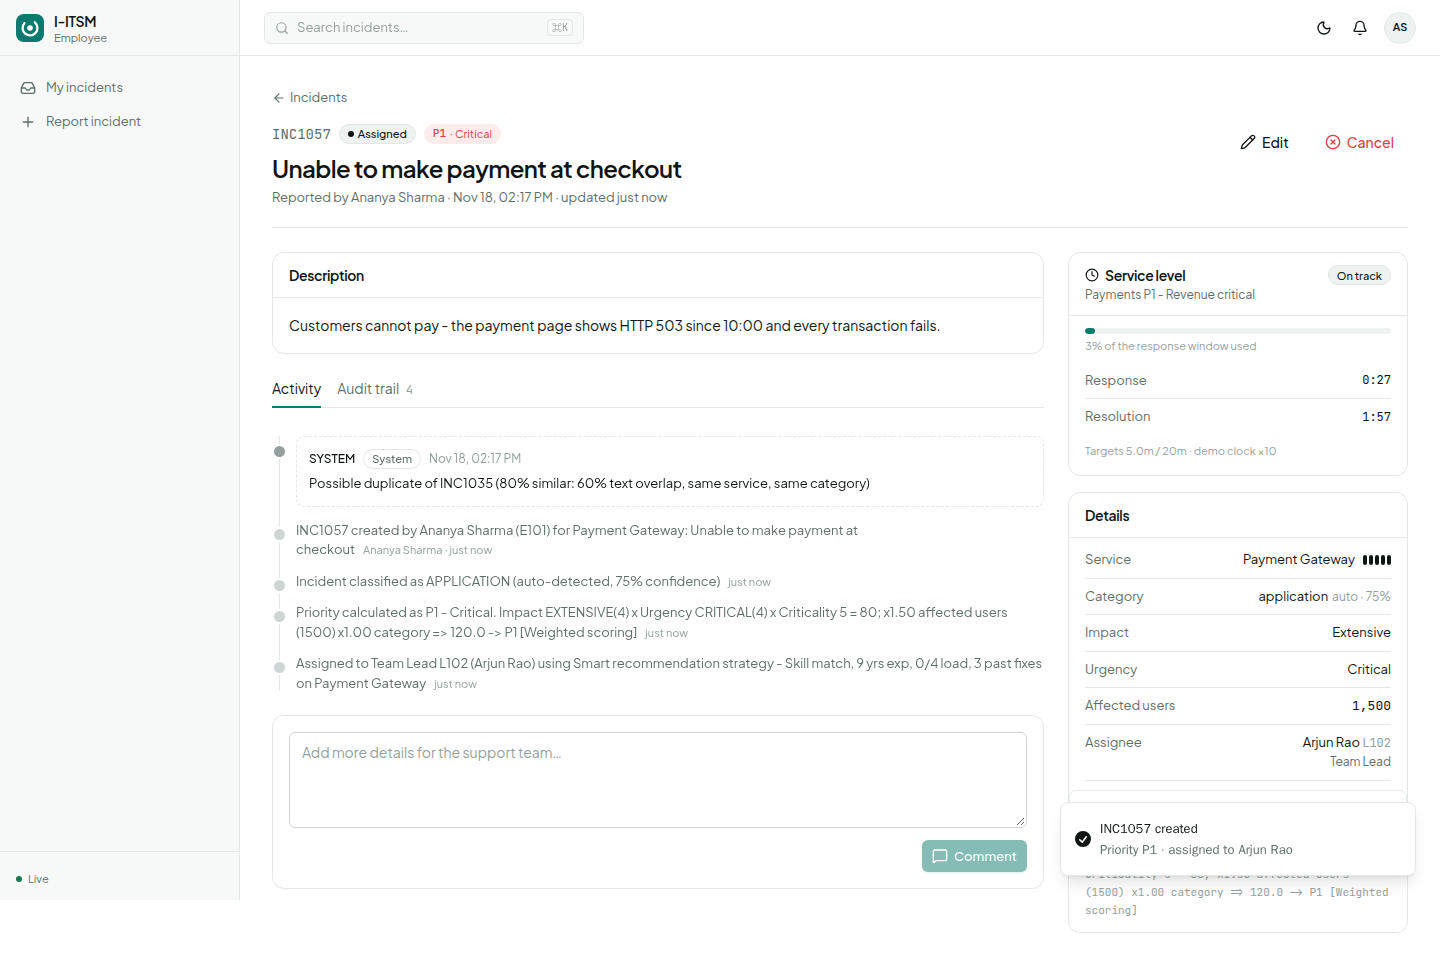 I-ITSM
Employee
Search incidents...
⌘K
AS
My incidents
Report incident
Live
Incidents
INC1057
Assigned
P1 · Critical
Edit
Cancel
Unable to make payment at checkout
Reported by Ananya Sharma · Nov 18, 02:17 PM · updated just now
Description
Customers cannot pay - the payment page shows HTTP 503 since 10:00 and every transaction fails.
Activity
Audit trail 4
SYSTEM System Nov 18, 02:17 PM
Possible duplicate of INC1035 (80% similar: 60% text overlap, same service, same category)
INC1057 created by Ananya Sharma (E101) for Payment Gateway: Unable to make payment at
checkout Ananya Sharma · just now
Incident classified as APPLICATION (auto-detected, 75% confidence) just now
Priority calculated as P1 - Critical. Impact EXTENSIVE(4) x Urgency CRITICAL(4) x Criticality 5 = 80; x1.50 affected users
(1500) x1.00 category => 120.0 -> P1 [Weighted scoring] just now
Assigned to Team Lead L102 (Arjun Rao) using Smart recommendation strategy - Skill match, 9 yrs exp, 0/4 load, 3 past fixes
on Payment Gateway just now
Add more details for the support team...
Comment
Service level
On track
Payments P1 - Revenue critical
3% of the response window used
Response 0:27
Resolution 1:57
Targets 5.0m / 20m · demo clock ×10
Details
Service Payment Gateway
Category application auto · 75%
Impact Extensive
Urgency Critical
Affected users 1,500
Assignee Arjun Rao L102
Team Lead
INC1057 created
Priority P1 · assigned to Arjun Rao
(1500) x1.00 category => 120.0 -> P1 [Weighted
scoring]